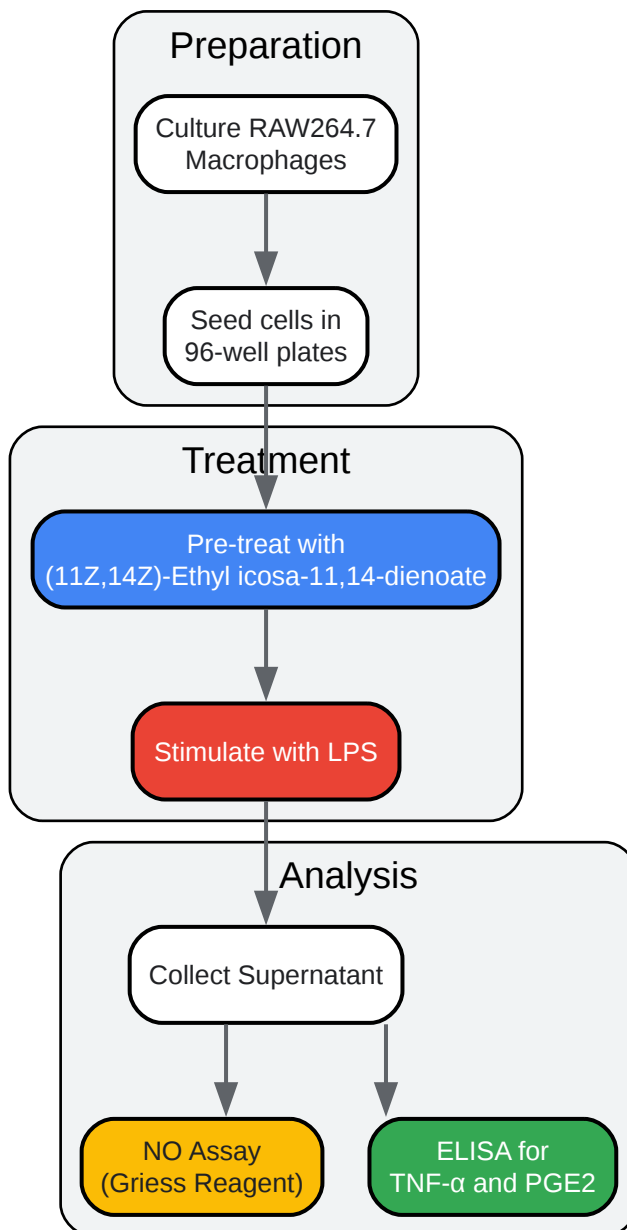 Preparation
Culture RAW264.7
Macrophages
Seed cells in
96-well plates
Treatment
Pre-treat with
(11Z,14Z)-Ethyl icosa-11,14-dienoate
Stimulate with LPS
Analysis
Collect Supernatant
NO Assay
(Griess Reagent)
ELISA for
TNF-α and PGE2